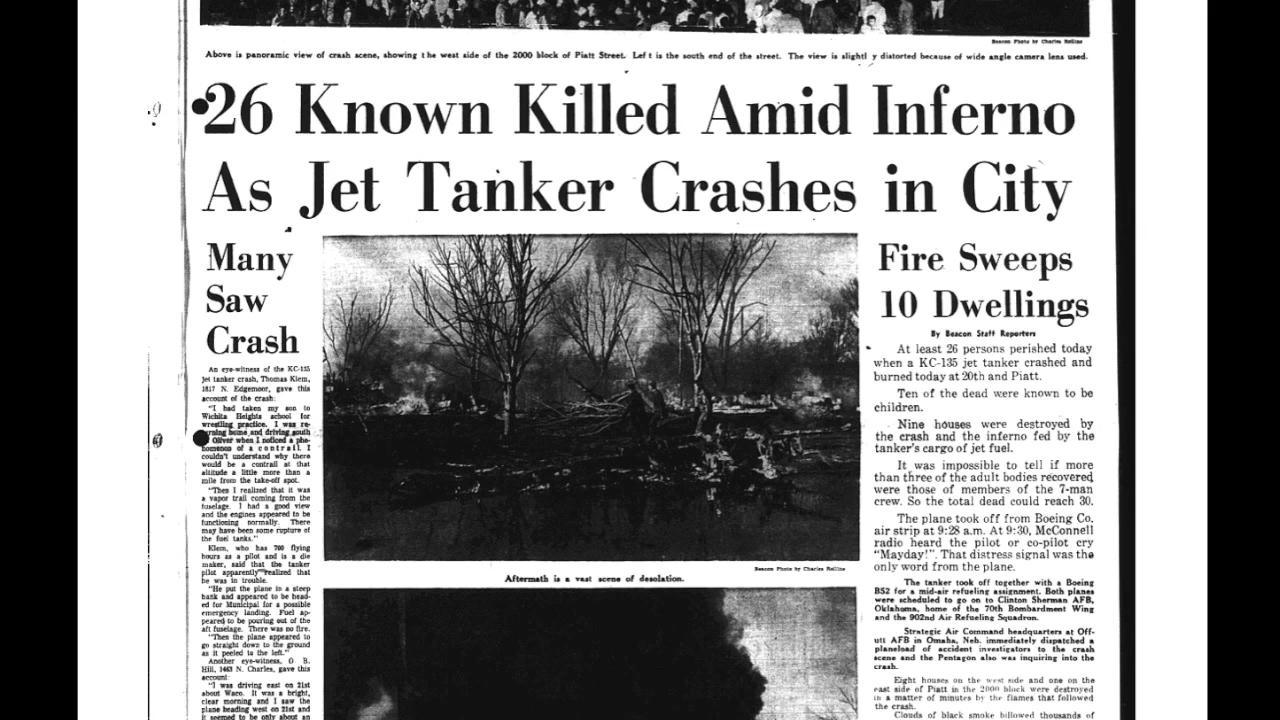 Beacon Photo by Charles Rollins
Above is panoramic view of crash scene, showing the west side of the 2000 block of Piatt Street. Left is the south end of the street. The view is slightly distorted because of wide angle camera lens used.
26 Known Killed Amid Inferno
As Jet Tanker Crashes in City
Many
Saw
Crash
An eye-witness of the KC-135
jet tanker crash, Thomas Klem,
1817 N. Edgemoor, gave this
account of the crash:
"I had taken my son to
Wichita Heights school for
wrestling practice. I was re-
turning home and driving south
Oliver when I noticed a phe-
nomenon of a contrail. I
couldn't understand why there
would be a contrail at that
altitude a little more than a
mile from the take-off spot.
"Then I realized that it was
a vapor trail coming from the
fuselage. I had a good view
and the engines appeared to be
functioning normally. There
may have been some rupture of
the fuel tanks."
Klem, who has 700 flying
hours as a pilot and is a die
maker, said that the tanker
pilot apparently realized that
he was in trouble.
"He put the plane in a steep
bank and appeared to be head-
ed for Municipal for a possible
emergency landing. Fuel ap-
peared to be pouring out of the
aft fuselage. There was no fire.
"Then the plane appeared to
go straight down to the ground
as it peeled to the left."
Another eye-witness, O. B.
Hill, 1463 N. Charles, gave this
account:
"I was driving east on 21st
about Waco. It was a bright,
clear morning and I saw the
plane heading west on 21st and
it seemed to be only about an
Beacon Photo by Charles Rollins
Aftermath is a vast scene of desolation.
Fire Sweeps
10 Dwellings
By Beacon Staff Reporters
At least 26 persons perished today
when a KC-135 jet tanker crashed and
burned today at 20th and Piatt.
Ten of the dead were known to be
children.
Nine houses were destroyed by
the crash and the inferno fed by the
tanker's cargo of jet fuel.
It was impossible to tell if more
than three of the adult bodies recovered
were those of members of the 7-man
crew. So the total dead could reach 30.
The plane took off from Boeing Co.
air strip at 9:28 a.m. At 9:30, McConnell
radio heard the pilot or co-pilot cry
"Mayday!". That distress signal was the
only word from the plane.
The tanker took off together with a Boeing
B52 for a mid-air refueling assignment. Both planes
were scheduled to go on to Clinton Sherman AFB,
Oklahoma, home of the 70th Bombardment Wing
and the 902nd Air Refueling Squadron.
Strategic Air Command headquarters at Off-
utt AFB in Omaha, Neb. immediately dispatched a
planeload of accident investigators to the crash
scene and the Pentagon also was inquiring into the
crash.
Eight houses on the west side and one on the
east side of Piatt in the 2000 block were destroyed
in a matter of minutes by the flames that followed
the crash.
Clouds of black smoke billowed thousands of